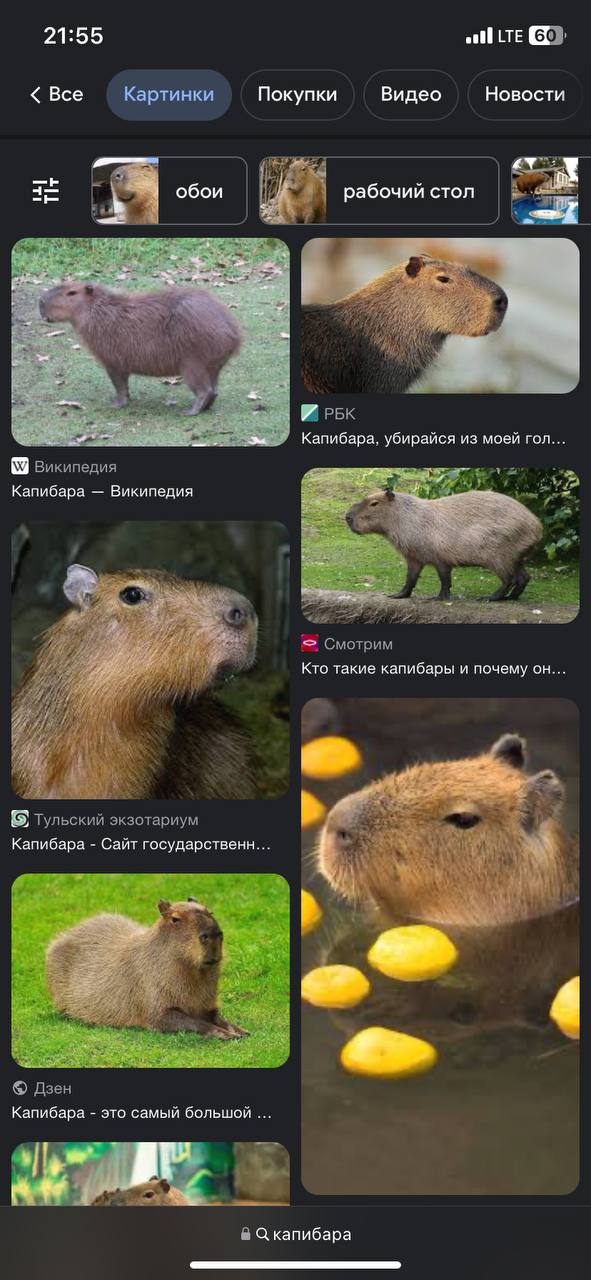 21:55
LTE 60
Все
Картинки
Покупки
Видео
Новости
обои
рабочий стол
W Википедия
Капибара — Википедия
РБК
Капибара, убирайся из моей гол...
Смотрим
Кто такие капибары и почему он...
Тульский экзотариум
Капибара - Сайт государственн...
Дзен
Капибара - это самый большой ...
капибара